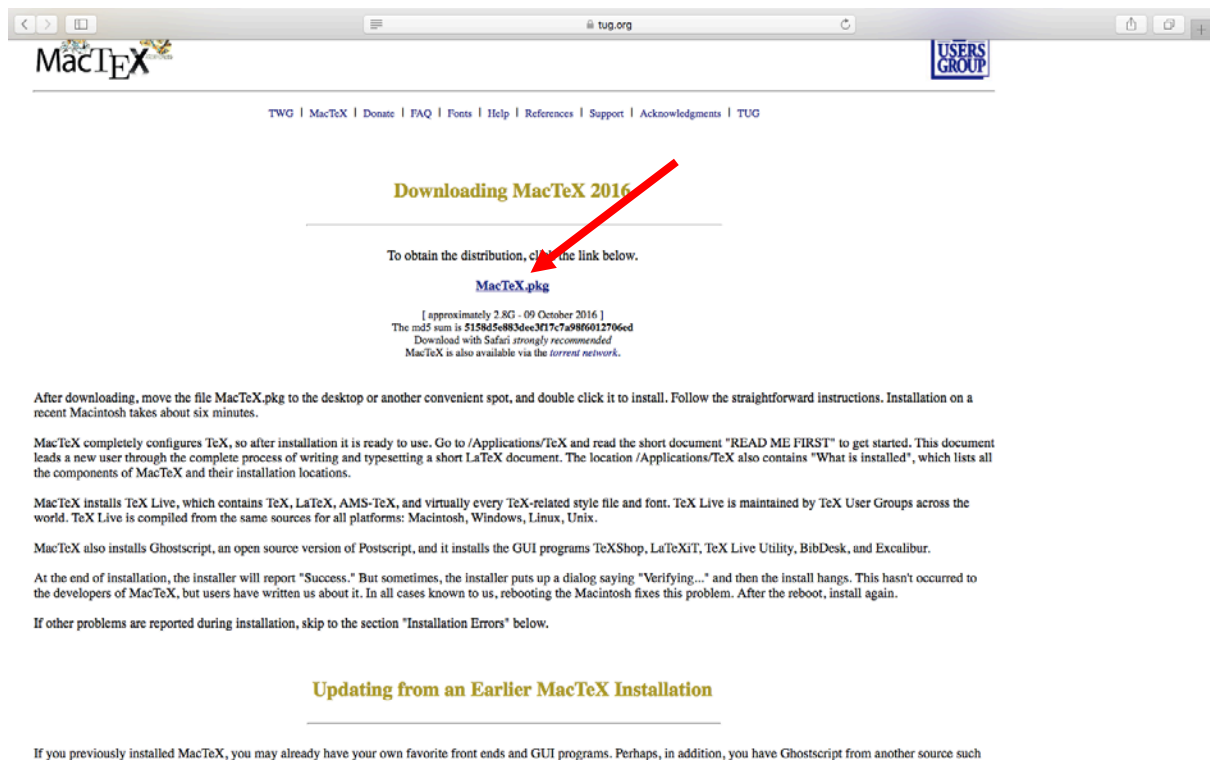 tug.org
MacTEX
USERS
GROUP
TWG | MacTeX | Donate | FAQ | Fonts | Help | References | Support | Acknowledgments | TUG
Downloading MacTeX 2016
To obtain the distribution, click the link below.
MacTeX.pkg
[ approximately 2.8G - 09 October 2016 ]
The md5 sum is 5158d5e883dee3f17c7a98f6012706ed
Download with Safari strongly recommended
MacTeX is also available via the torrent network.
After downloading, move the file MacTeX.pkg to the desktop or another convenient spot, and double click it to install. Follow the straightforward instructions. Installation on a
recent Macintosh takes about six minutes.
MacTeX completely configures TeX, so after installation it is ready to use. Go to /Applications/TeX and read the short document "READ ME FIRST" to get started. This document
leads a new user through the complete process of writing and typesetting a short LaTeX document. The location /Applications/TeX also contains "What is installed", which lists all
the components of MacTeX and their installation locations.
MacTeX installs TeX Live, which contains TeX, LaTeX, AMS-TeX, and virtually every TeX-related style file and font. TeX Live is maintained by TeX User Groups across the
world. TeX Live is compiled from the same sources for all platforms: Macintosh, Windows, Linux, Unix.
MacTeX also installs Ghostscript, an open source version of Postscript, and it installs the GUI programs TeXShop, LaTeXiT, TeX Live Utility, BibDesk, and Excalibur.
At the end of installation, the installer will report "Success." But sometimes, the installer puts up a dialog saying "Verifying..." and then the install hangs. This hasn't occurred to
the developers of MacTeX, but users have written us about it. In all cases known to us, rebooting the Macintosh fixes this problem. After the reboot, install again.
If other problems are reported during installation, skip to the section "Installation Errors" below.
Updating from an Earlier MacTeX Installation
If you previously installed MacTeX, you may already have your own favorite front ends and GUI programs. Perhaps, in addition, you have Ghostscript from another source such